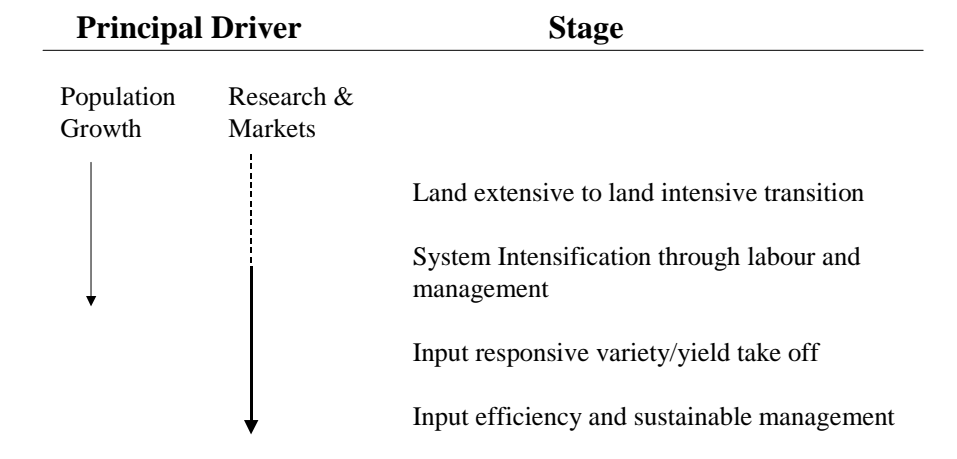 Principal Driver Stage
Population Research &
Growth Markets
Land extensive to land intensive transition
System Intensification through labour and
management
Input responsive variety/yield take off
Input efficiency and sustainable management